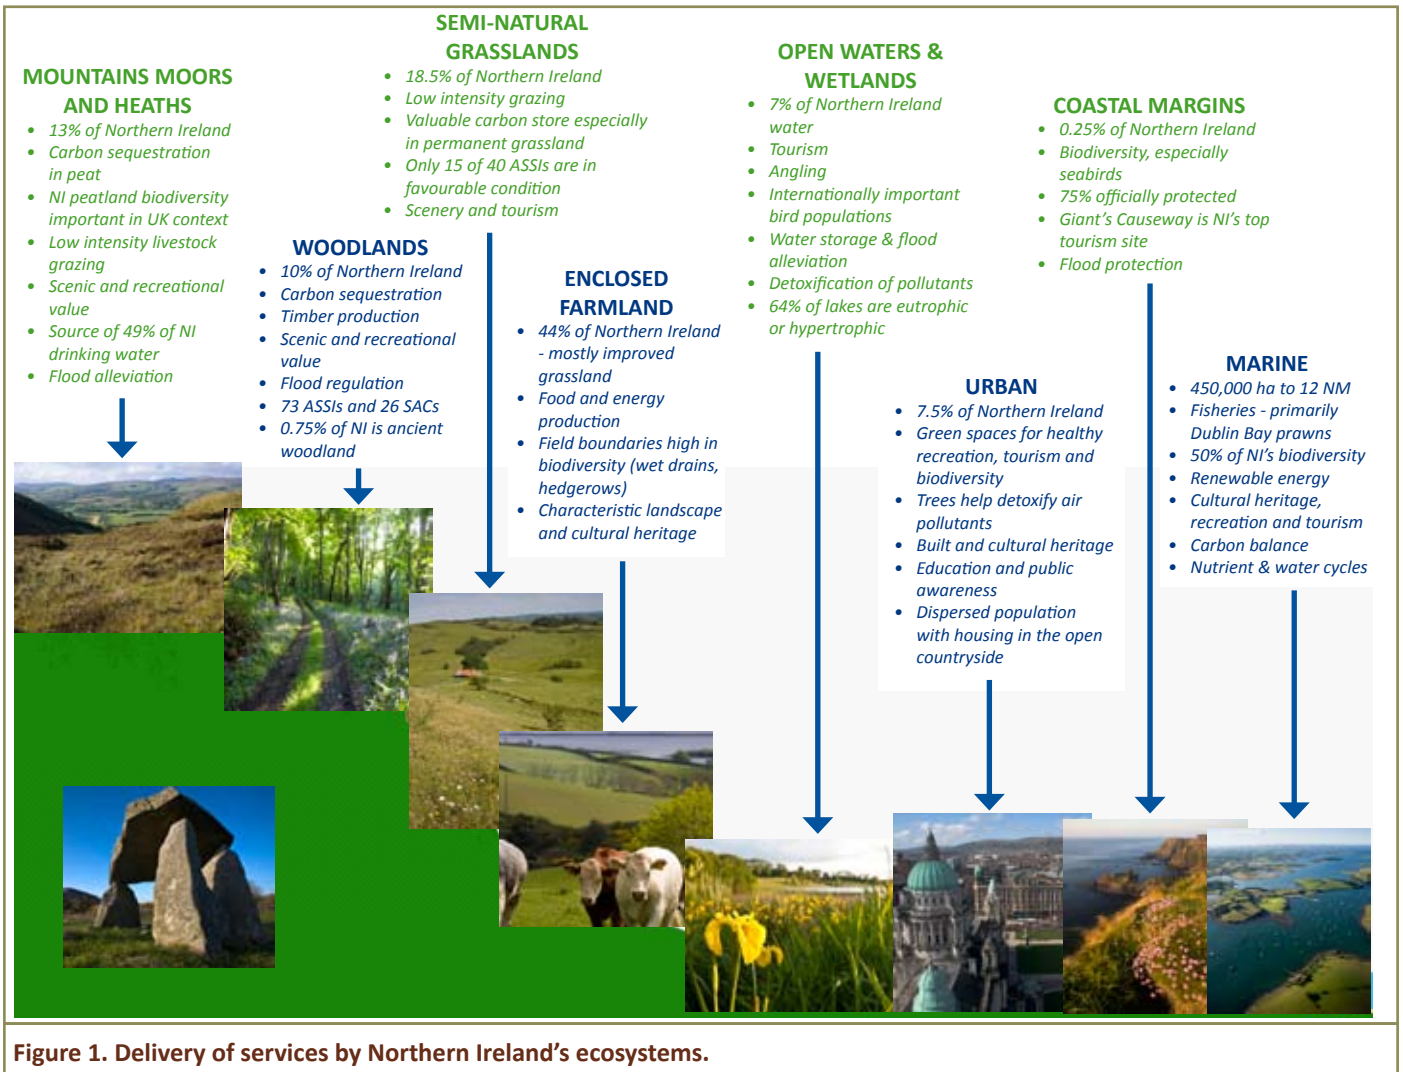 MOUNTAINS MOORS
AND HEATHS
• 13% of Northern Ireland
• Carbon sequestration
in peat
• NI peatland biodiversity
important in UK context
• Low intensity livestock
grazing
• Scenic and recreational
value
• Source of 49% of NI
drinking water
• Flood alleviation
WOODLANDS
• 10% of Northern Ireland
• Carbon sequestration
• Timber production
• Scenic and recreational
value
• Flood regulation
• 73 ASSIs and 26 SACs
• 0.75% of NI is ancient
woodland
SEMI-NATURAL
GRASSLANDS
• 18.5% of Northern Ireland
• Low intensity grazing
• Valuable carbon store especially
in permanent grassland
• Only 15 of 40 ASSIs are in
favourable condition
• Scenery and tourism
ENCLOSED
FARMLAND
• 44% of Northern Ireland
- mostly improved
grassland
• Food and energy
production
• Field boundaries high in
biodiversity (wet drains,
hedgerows)
• Characteristic landscape
and cultural heritage
OPEN WATERS &
WETLANDS
• 7% of Northern Ireland
water
• Tourism
• Angling
• Internationally important
bird populations
• Water storage & flood
alleviation
• Detoxification of pollutants
• 64% of lakes are eutrophic
or hypertrophic
URBAN
• 7.5% of Northern Ireland
• Green spaces for healthy
recreation, tourism and
biodiversity
• Trees help detoxify air
pollutants
• Built and cultural heritage
• Education and public
awareness
• Dispersed population
with housing in the open
countryside
COASTAL MARGINS
• 0.25% of Northern Ireland
• Biodiversity, especially
seabirds
• 75% officially protected
• Giant's Causeway is NI's top
tourism site
• Flood protection
MARINE
• 450,000 ha to 12 NM
• Fisheries - primarily
Dublin Bay prawns
• 50% of NI's biodiversity
• Renewable energy
• Cultural heritage,
recreation and tourism
• Carbon balance
• Nutrient & water cycles
Figure 1. Delivery of services by Northern Ireland's ecosystems.